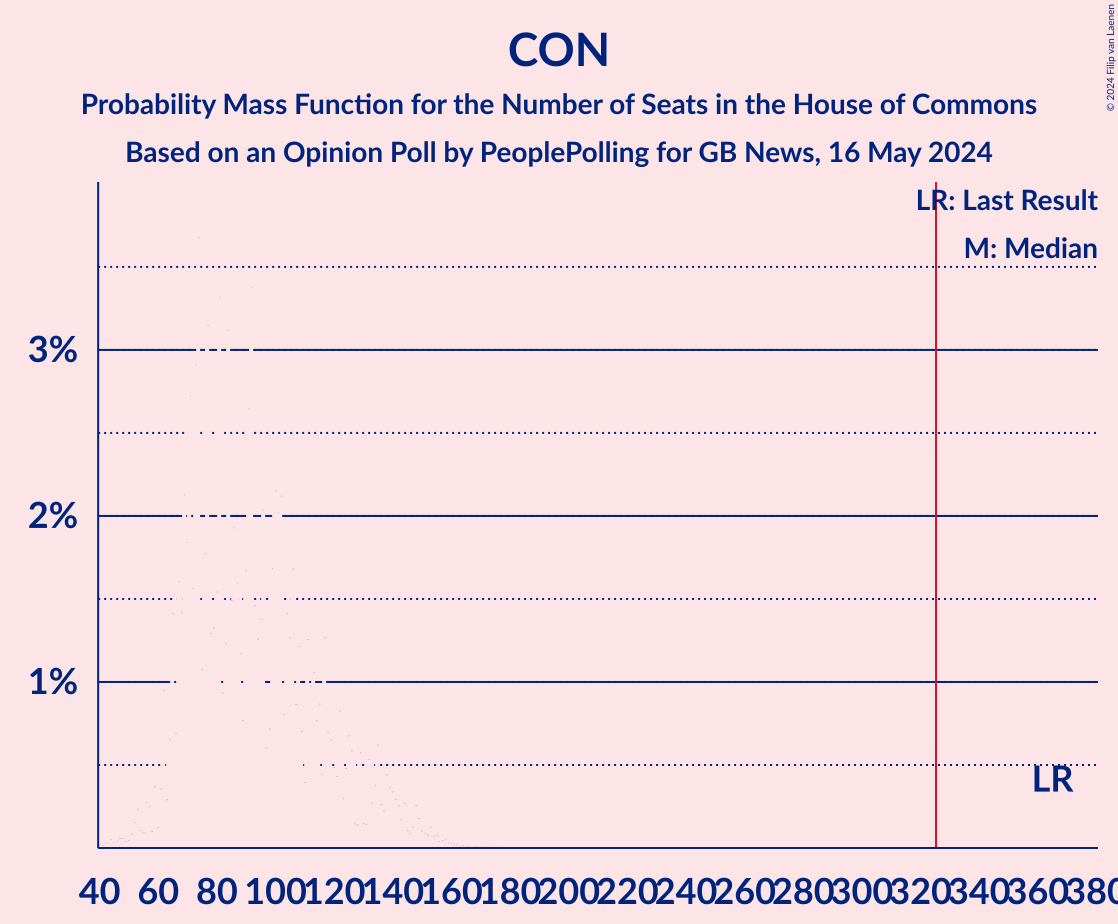 CON
Probability Mass Function for the Number of Seats in the House of Commons
Based on an Opinion Poll by PeoplePolling for GB News, 16 May 2024
© 2024 Filip van Laenen
LR: Last Result
M: Median
3%
2%
1%
LR
40 60 80 100 120 140 160 180 200 220 240 260 280 300 320 340 360 380